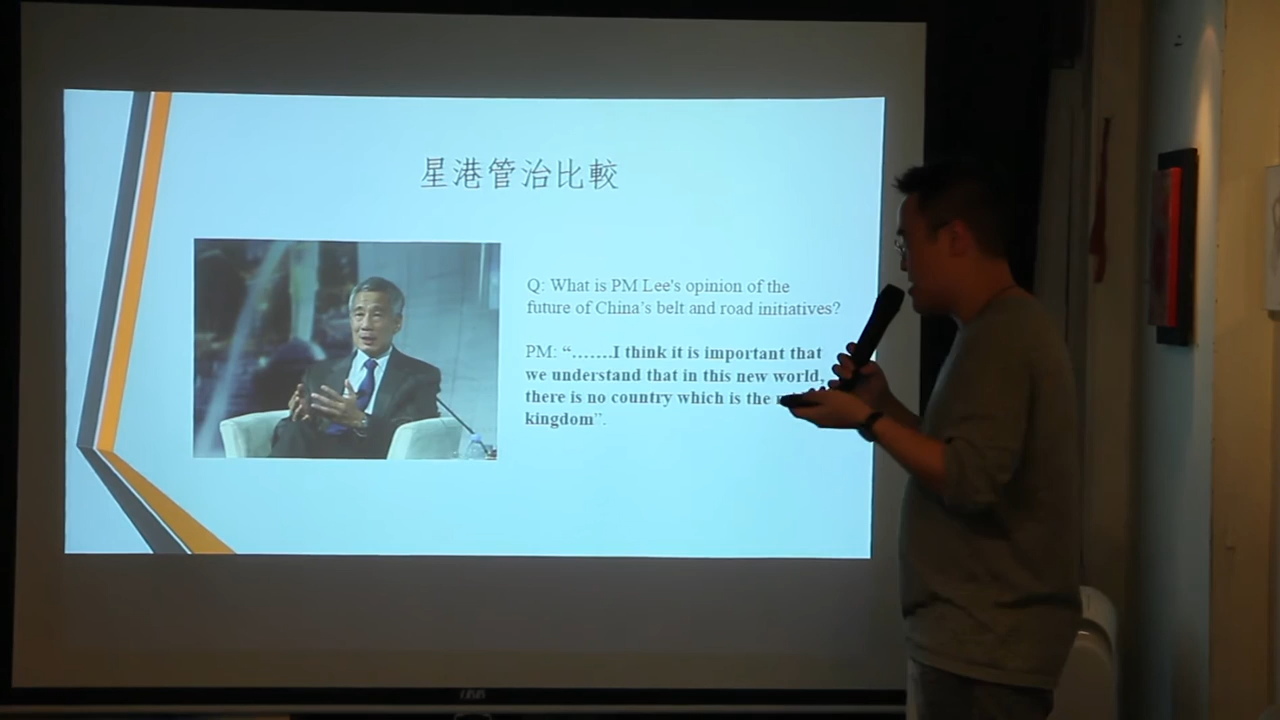 星港管治比較
Q: What is PM Lee's opinion of the
future of China's belt and road initiatives?
PM: “.......I think it is important that
we understand that in this new world,
there is no country which is the
kingdom”.